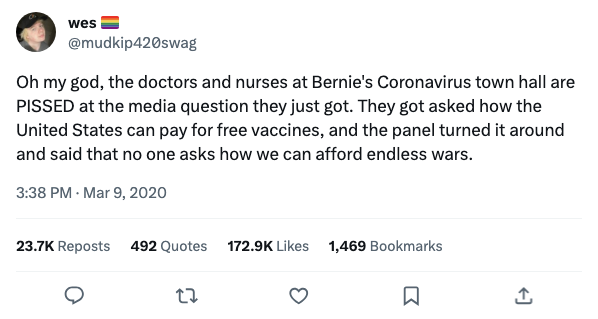 wes 🏳️‍🌈
@mudkip420swag
Oh my god, the doctors and nurses at Bernie's Coronavirus town hall are
PISSED at the media question they just got. They got asked how the
United States can pay for free vaccines, and the panel turned it around
and said that no one asks how we can afford endless wars.
3:38 PM · Mar 9, 2020
23.7K Reposts 492 Quotes 172.9K Likes 1,469 Bookmarks